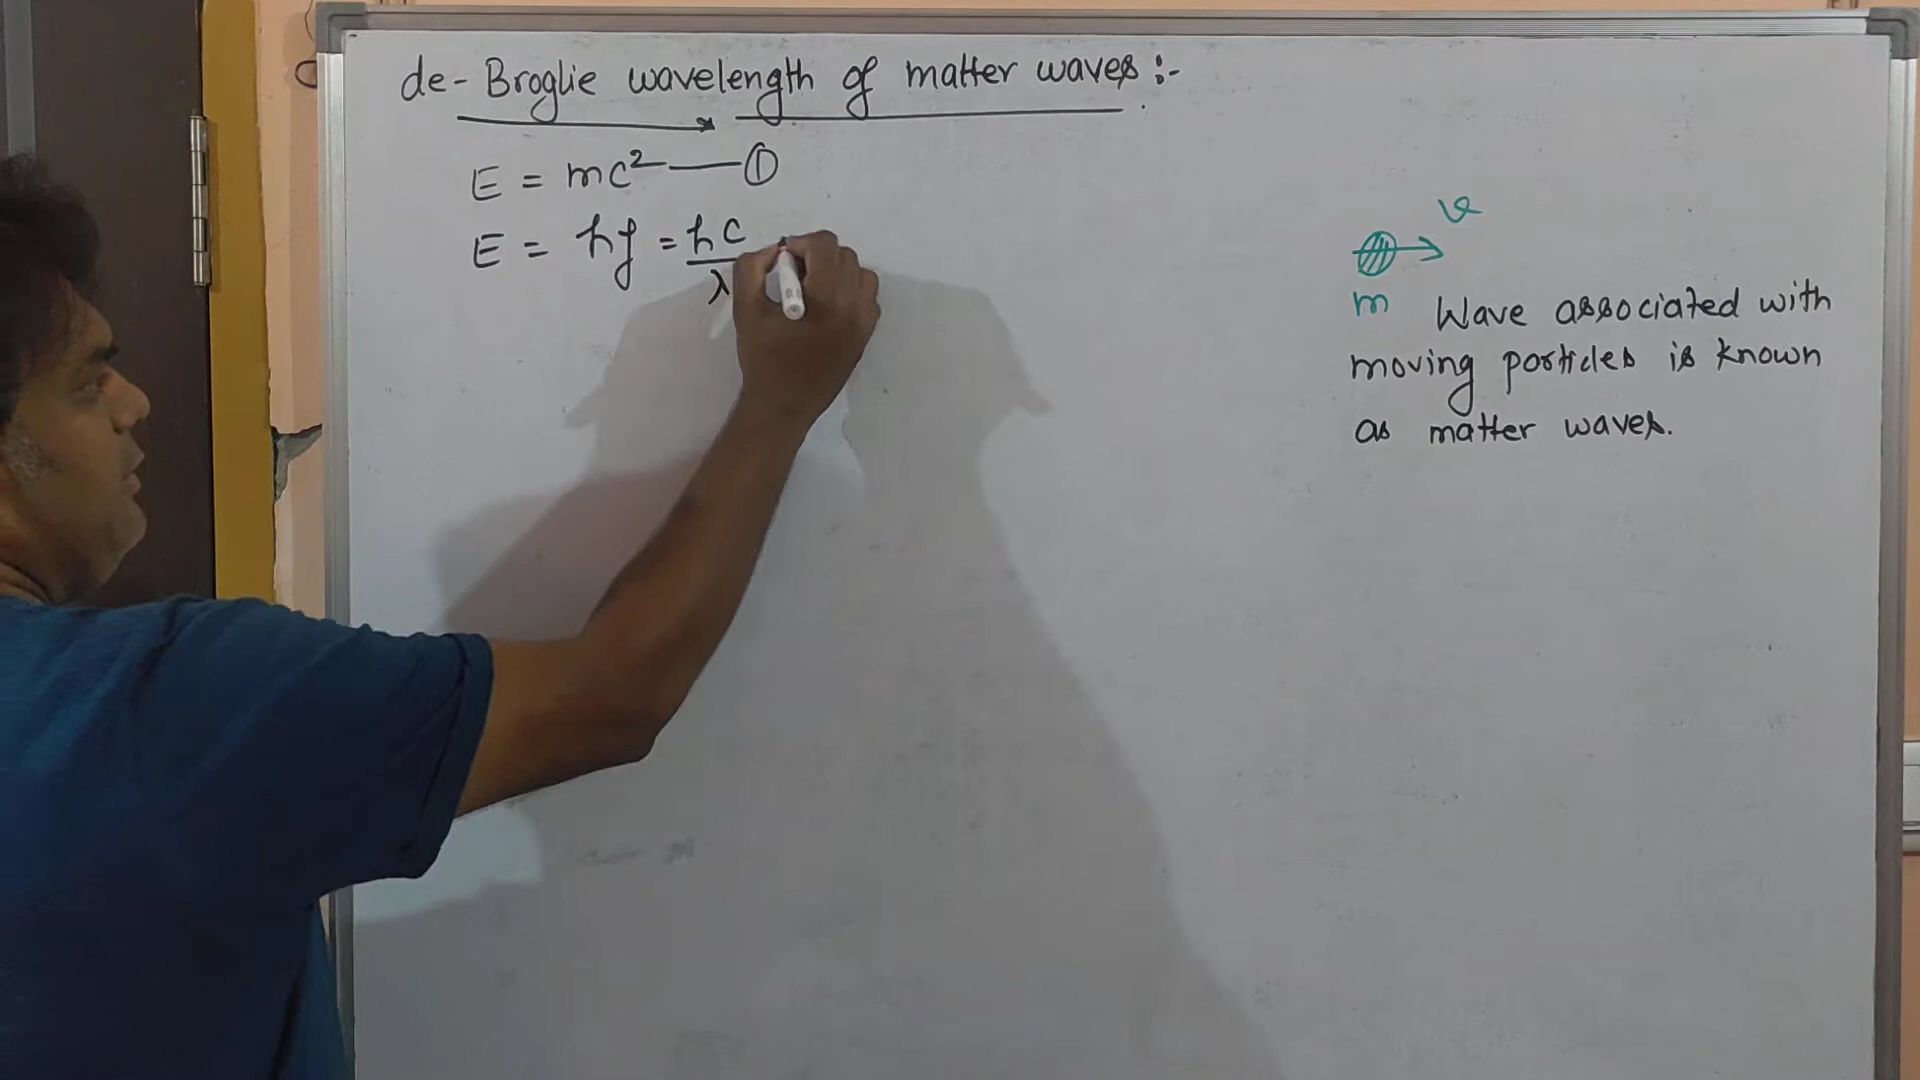 de-Broglie wavelength of matter waves :-
E = mc² —— ①
E = hf = hc/λ
v
m
Wave associated with
moving particles is known
as matter waves.